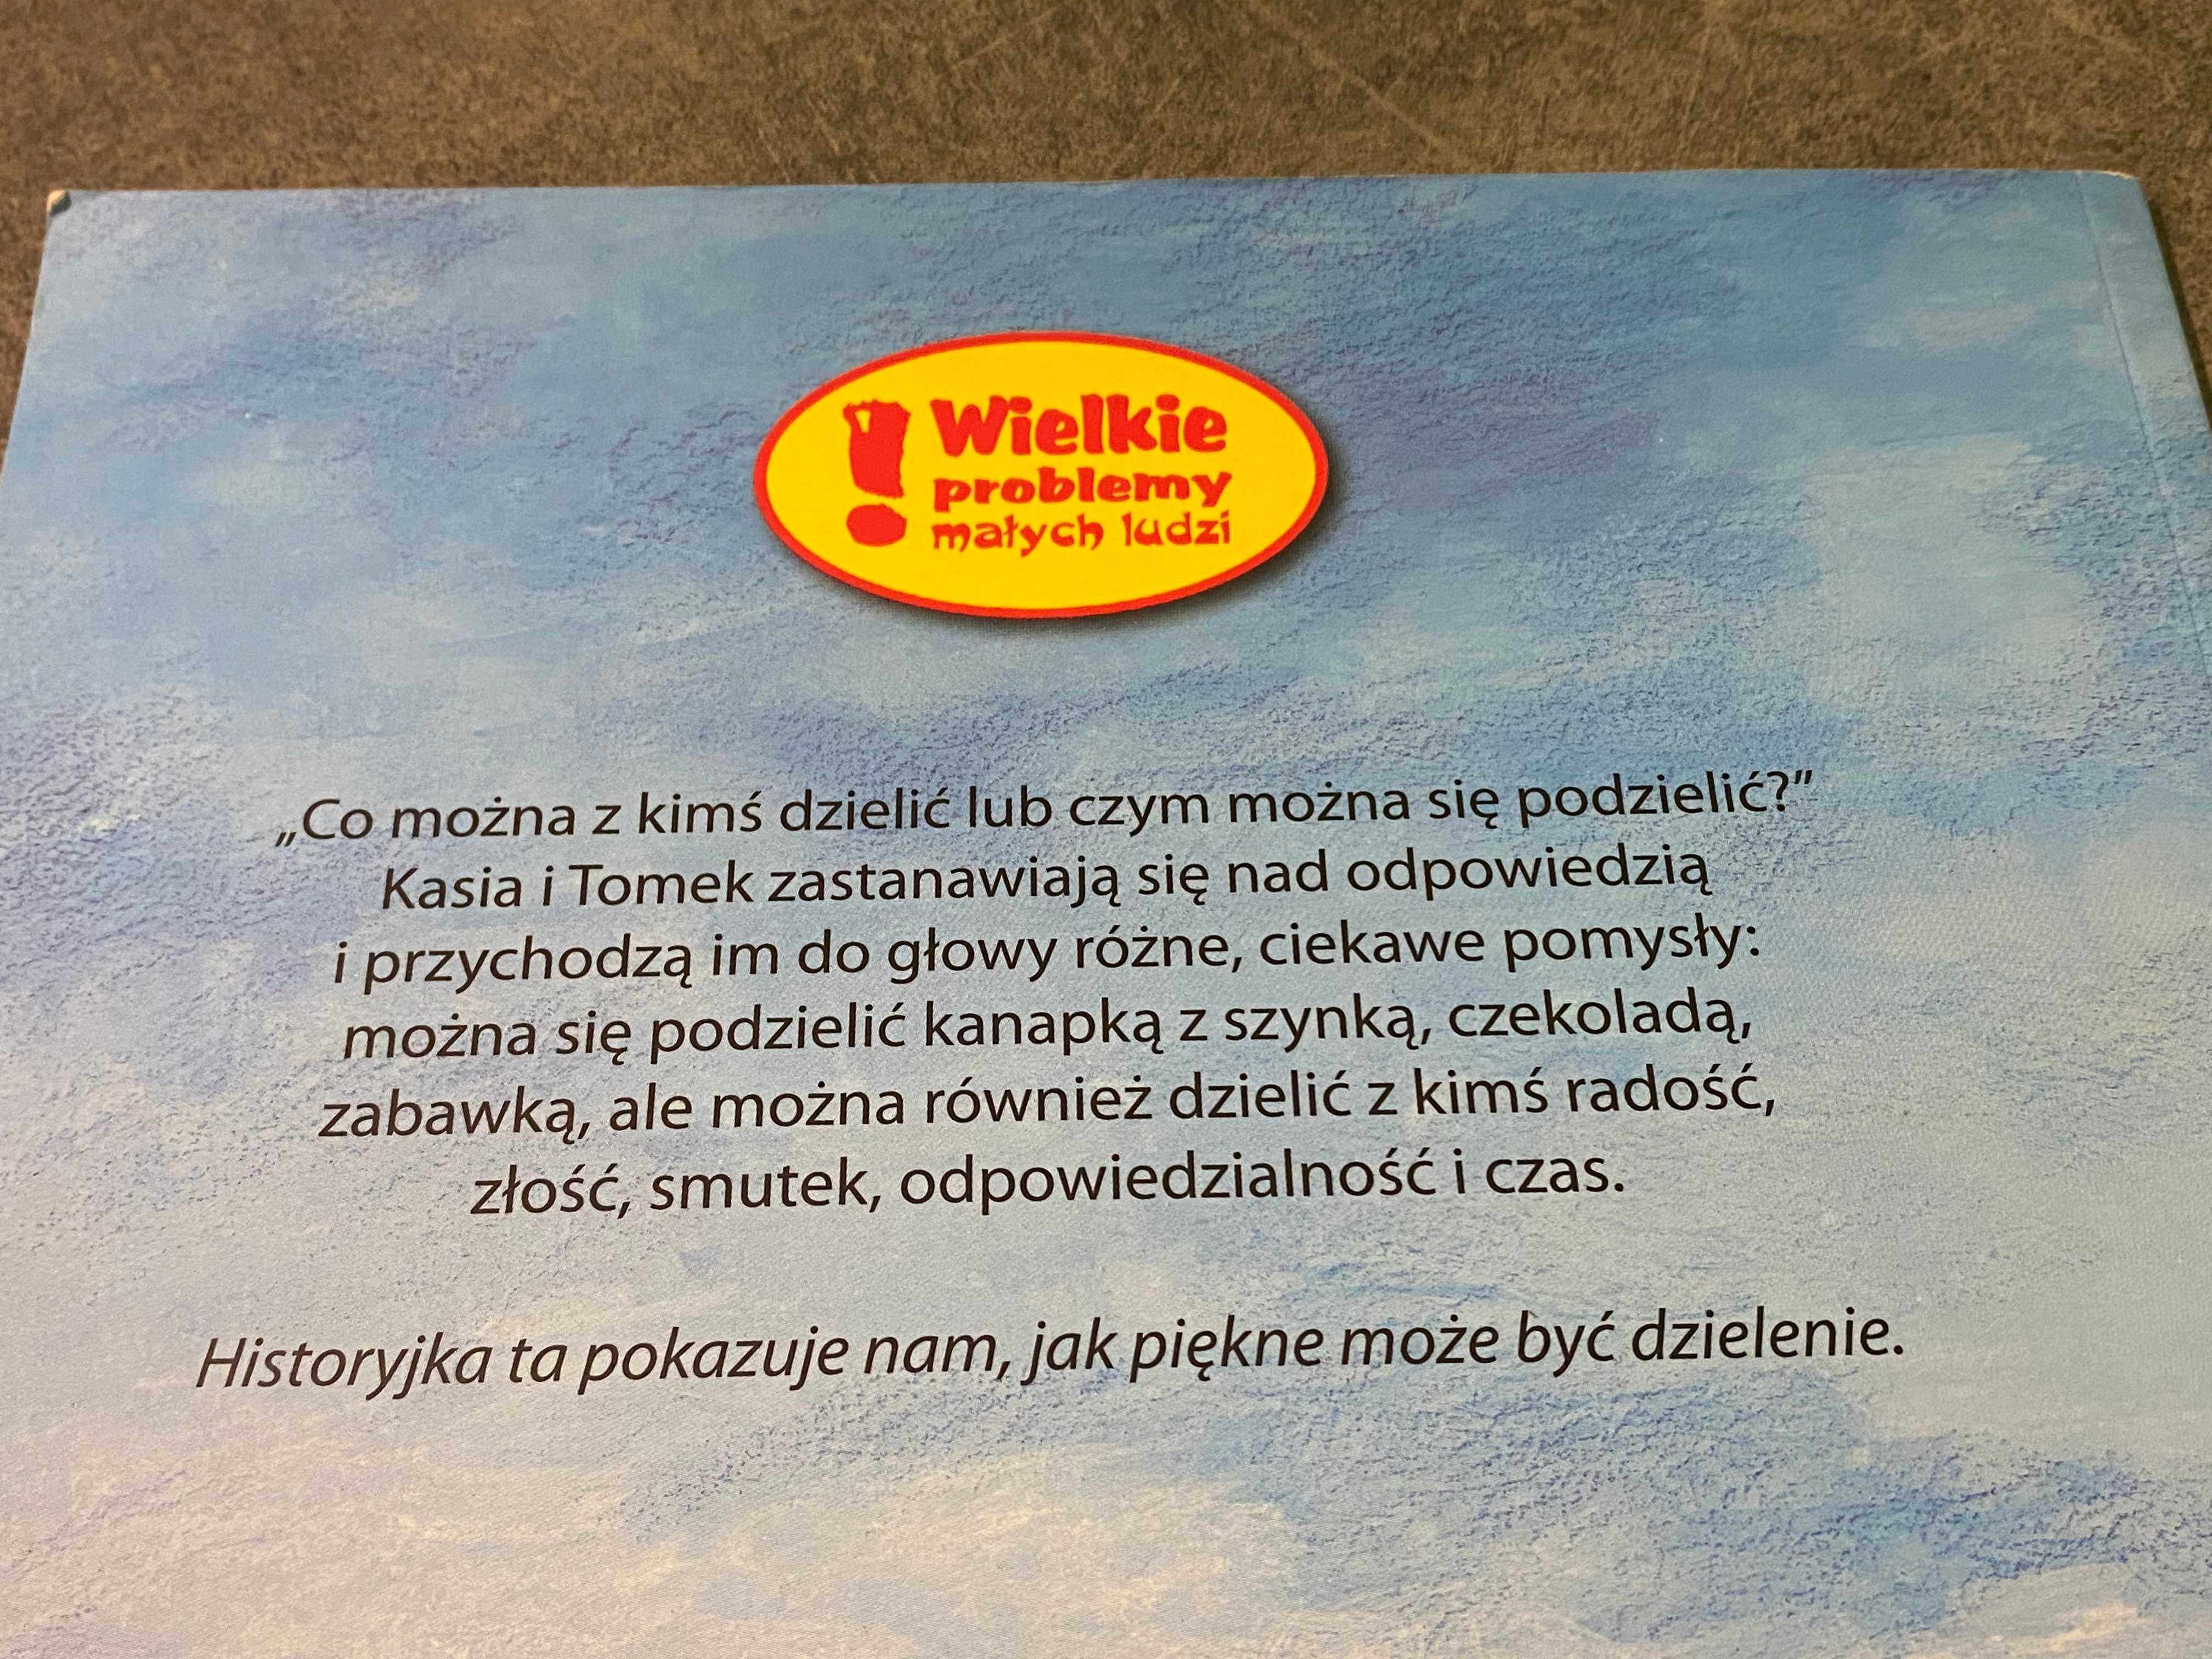 Wielkie
problemy
małych ludzi
„Co można z kimś dzielić lub czym można się podzielić?”
Kasia i Tomek zastanawiają się nad odpowiedzią
i przychodzą im do głowy różne, ciekawe pomysły:
można się podzielić kanapką z szynką, czekoladą,
zabawką, ale można również dzielić z kimś radość,
złość, smutek, odpowiedzialność i czas.
Historyjka ta pokazuje nam, jak piękne może być dzielenie.